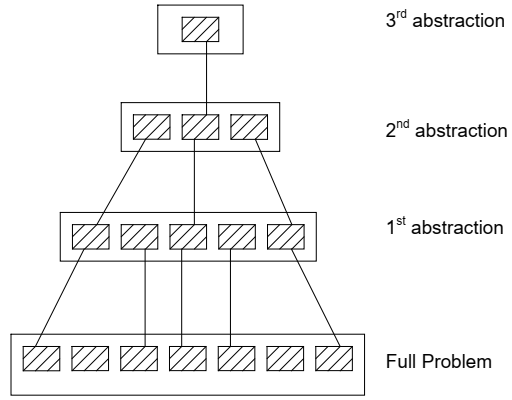 3rd abstraction
2nd abstraction
1st abstraction
Full Problem